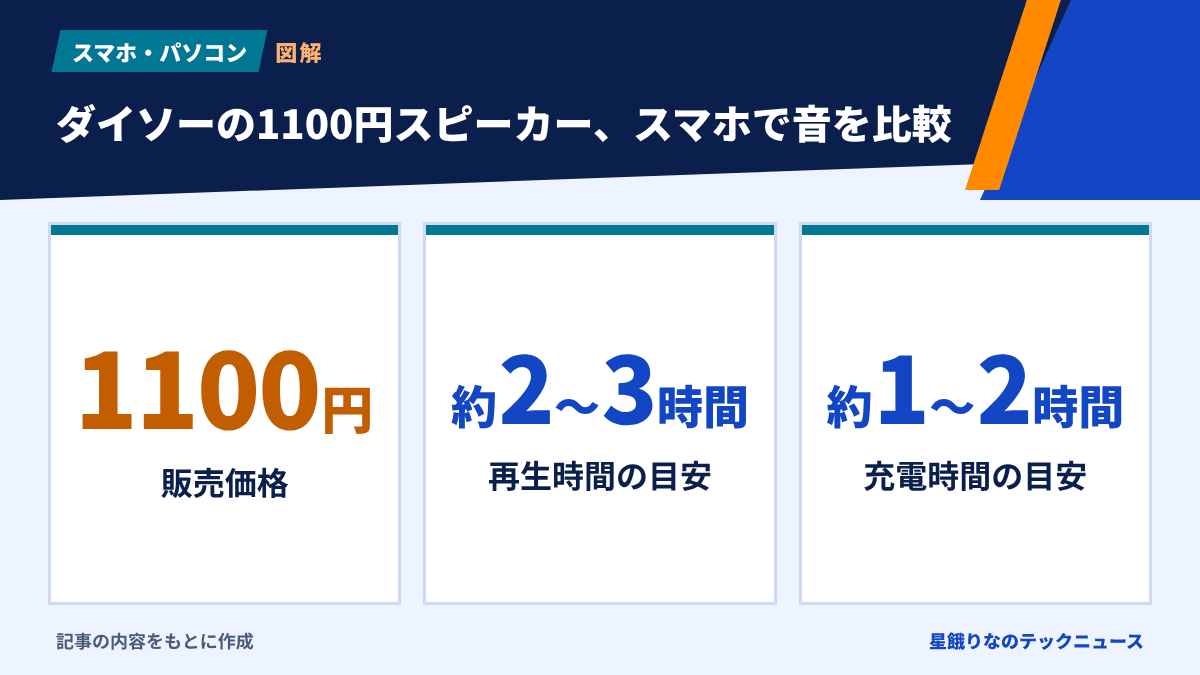 スマホ・パソコン 図解
ダイソーの1100円スピーカー、スマホで音を比較
1100円
販売価格
約2〜3時間
再生時間の目安
約1〜2時間
充電時間の目安
記事の内容をもとに作成
星餓りなのテックニュース